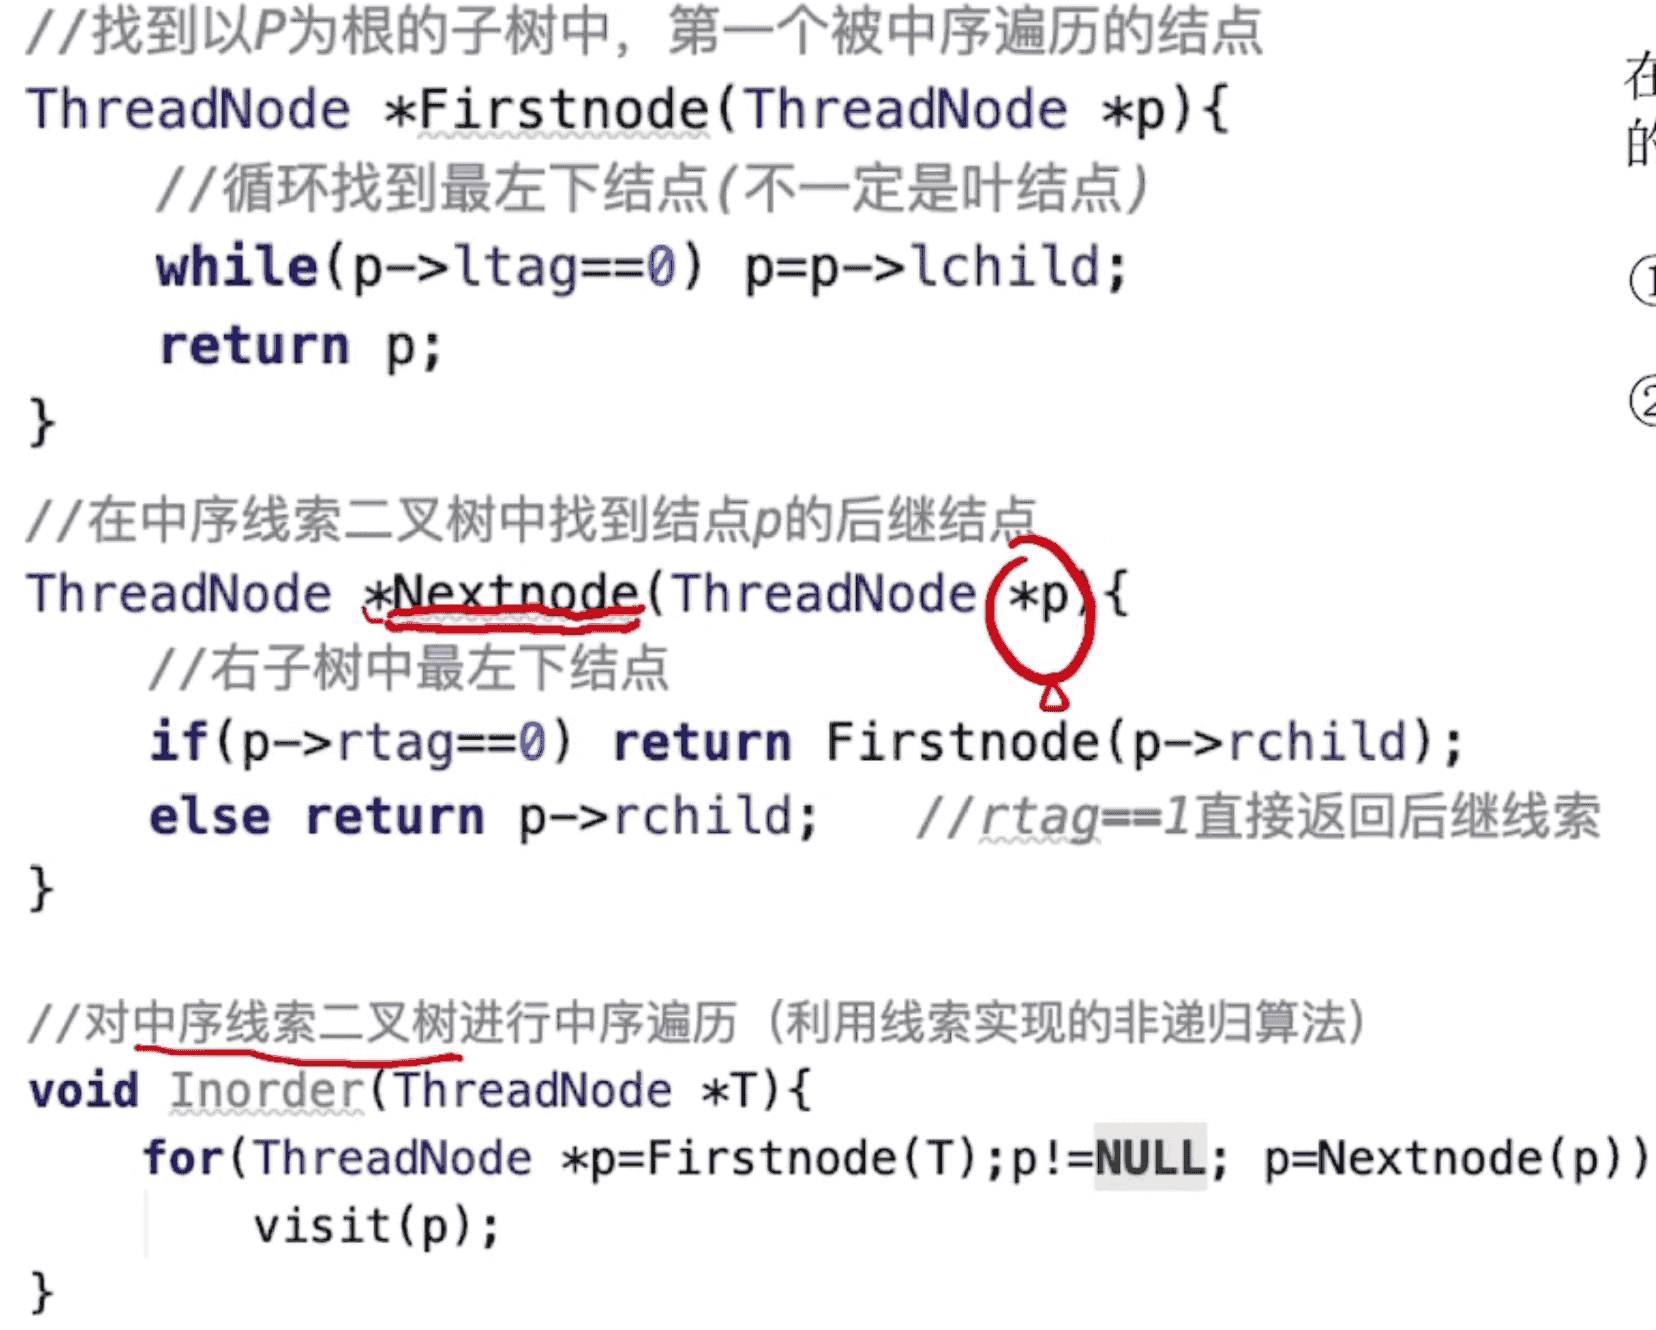 //找到以P为根的子树中，第一个被中序遍历的结点
ThreadNode *Firstnode(ThreadNode *p){
//循环找到最左下结点(不一定是叶结点)
while(p->ltag==0) p=p->lchild;
return p;
}
//在中序线索二叉树中找到结点p的后继结点
ThreadNode *Nextnode(ThreadNode *p){
//右子树中最左下结点
if(p->rtag==0) return Firstnode(p->rchild);
else return p->rchild; //rtag==1直接返回后继线索
}
//对中序线索二叉树进行中序遍历（利用线索实现的非递归算法）
void Inorder(ThreadNode *T){
for(ThreadNode *p=Firstnode(T);p!=NULL; p=Nextnode(p))
visit(p);
}
在
的
①
②